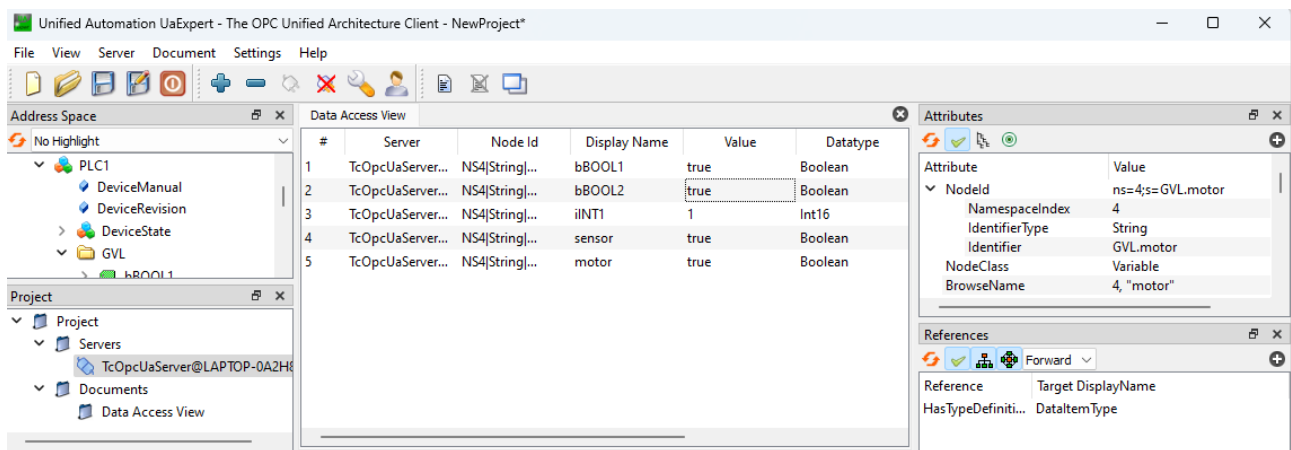 Unified Automation UaExpert - The OPC Unified Architecture Client - NewProject*
File View Server Document Settings Help
Address Space
No Highlight
PLC1
DeviceManual
DeviceRevision
DeviceState
GVL
bBOOL1
Project
Project
Servers
TcOpcUaServer@LAPTOP-0A2H8
Documents
Data Access View
Data Access View
# Server Node Id Display Name Value Datatype
1 TcOpcUaServer... NS4|String|... bBOOL1 true Boolean
2 TcOpcUaServer... NS4|String|... bBOOL2 true Boolean
3 TcOpcUaServer... NS4|String|... iINT1 1 Int16
4 TcOpcUaServer... NS4|String|... sensor true Boolean
5 TcOpcUaServer... NS4|String|... motor true Boolean
Attributes
Attribute Value
NodeId ns=4;s=GVL.motor
NamespaceIndex 4
IdentifierType String
Identifier GVL.motor
NodeClass Variable
BrowseName 4, "motor"
References
Forward
Reference Target DisplayName
HasTypeDefiniti... DataItemType